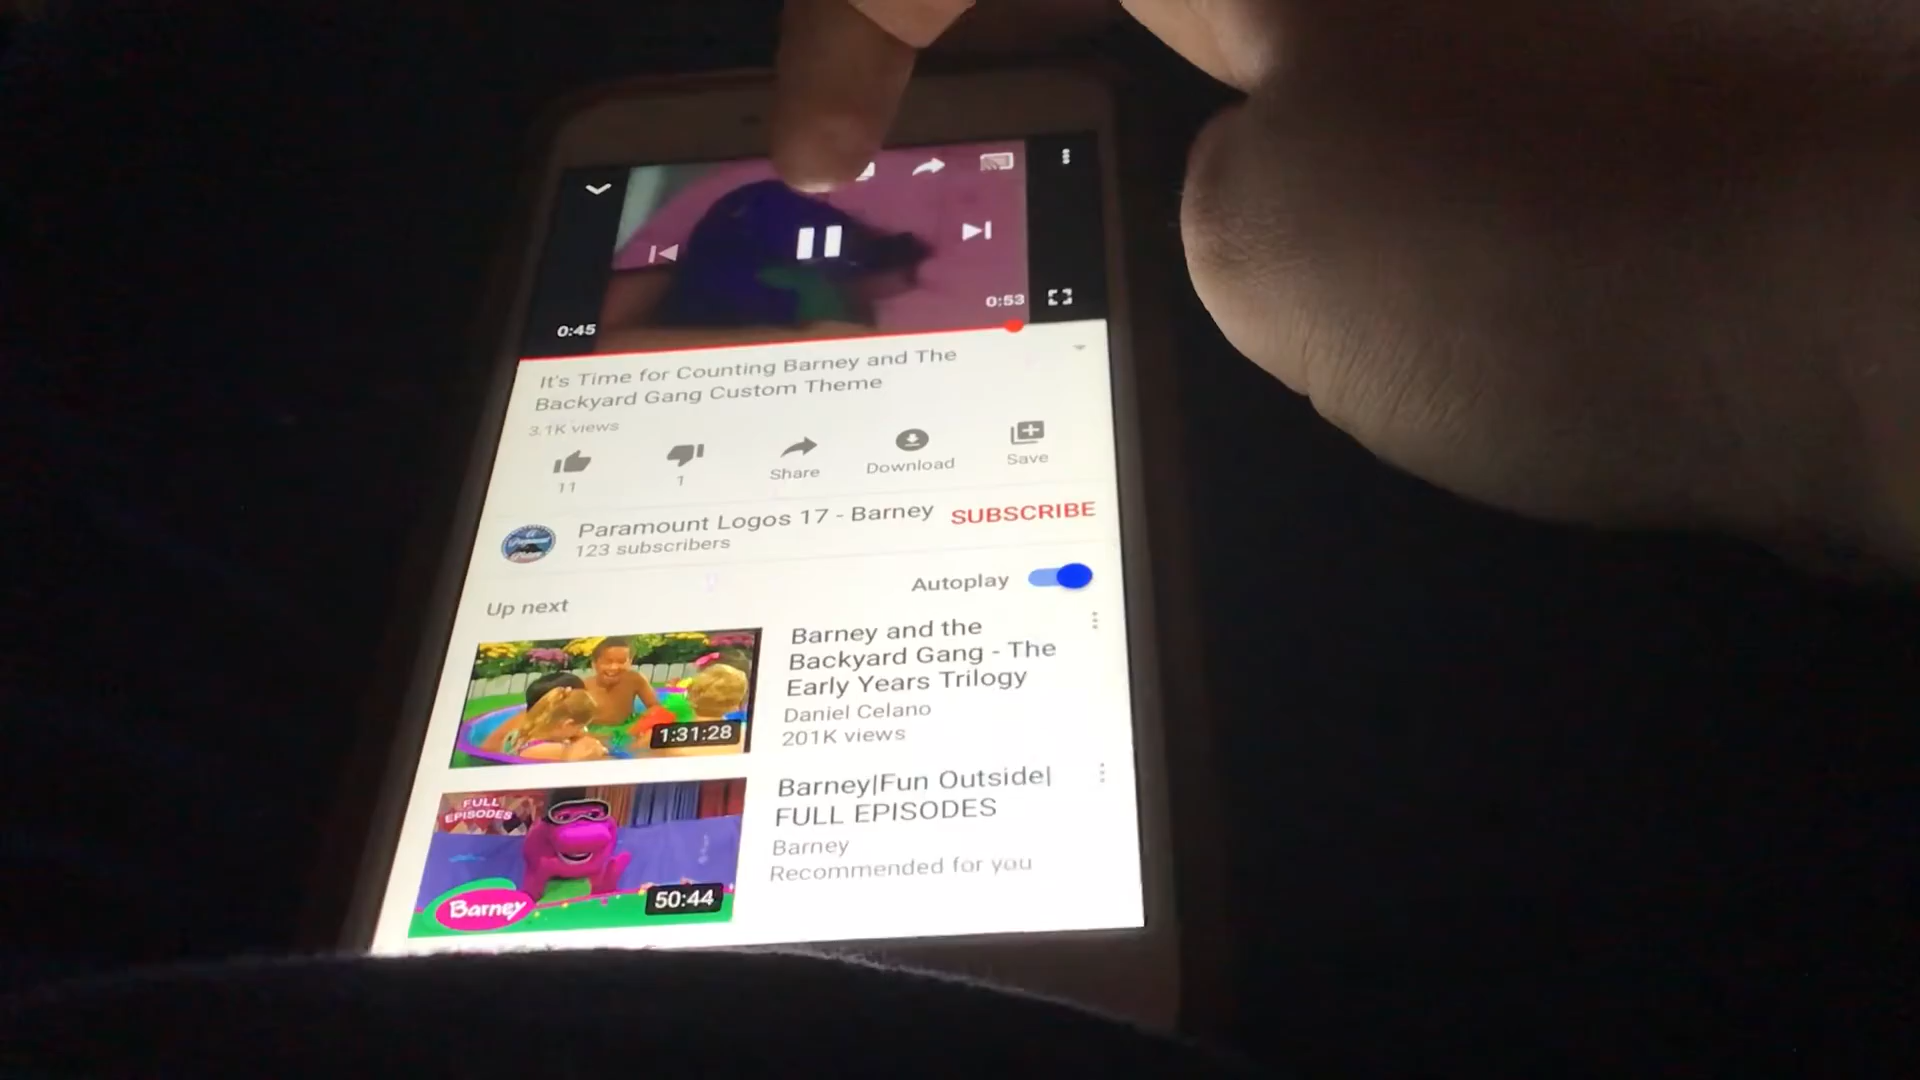 0:45
0:53
It's Time for Counting Barney and The
Backyard Gang Custom Theme
3.1K views
11
1
Share
Download
Save
Paramount Logos 17 - Barney
123 subscribers
SUBSCRIBE
Autoplay
Up next
1:31:28
Barney and the
Backyard Gang - The
Early Years Trilogy
Daniel Celano
201K views
FULL
EPISODES
Barney
50:44
Barney|Fun Outside|
FULL EPISODES
Barney
Recommended for you